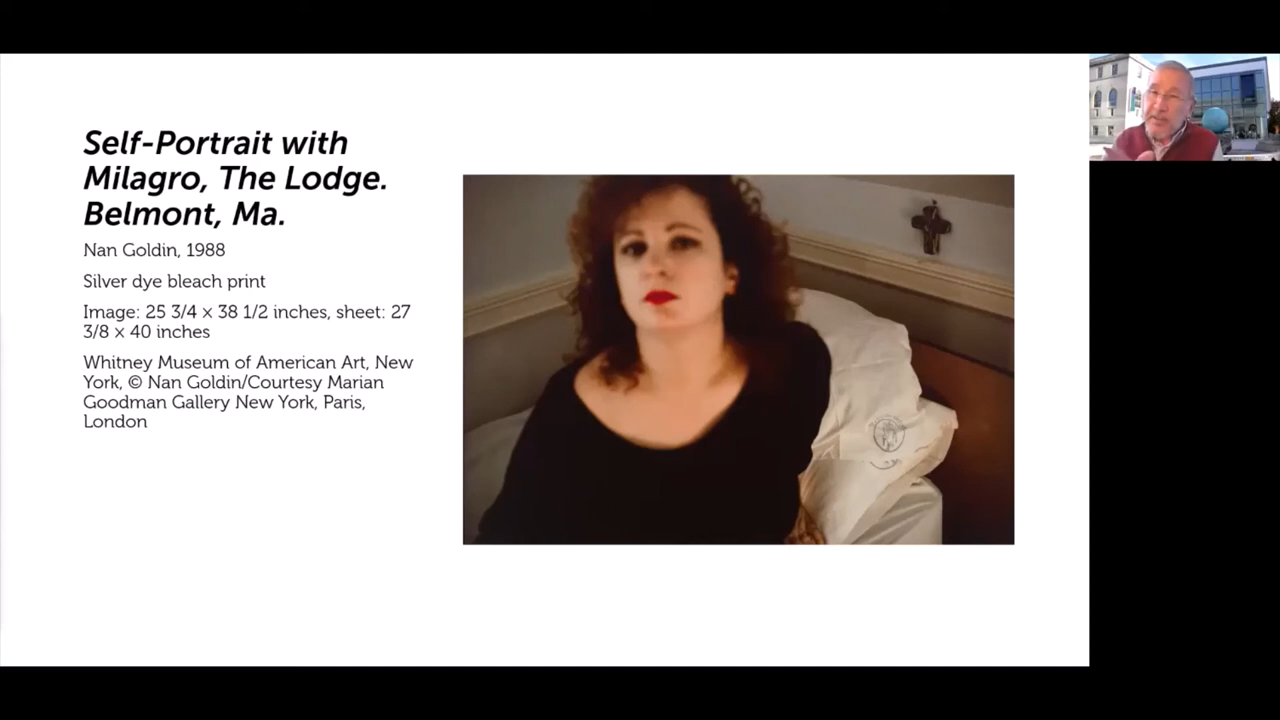 Self-Portrait with
Milagro, The Lodge.
Belmont, Ma.
Nan Goldin, 1988
Silver dye bleach print
Image: 25 3/4 × 38 1/2 inches, sheet: 27
3/8 × 40 inches
Whitney Museum of American Art, New
York, © Nan Goldin/Courtesy Marian
Goodman Gallery New York, Paris,
London